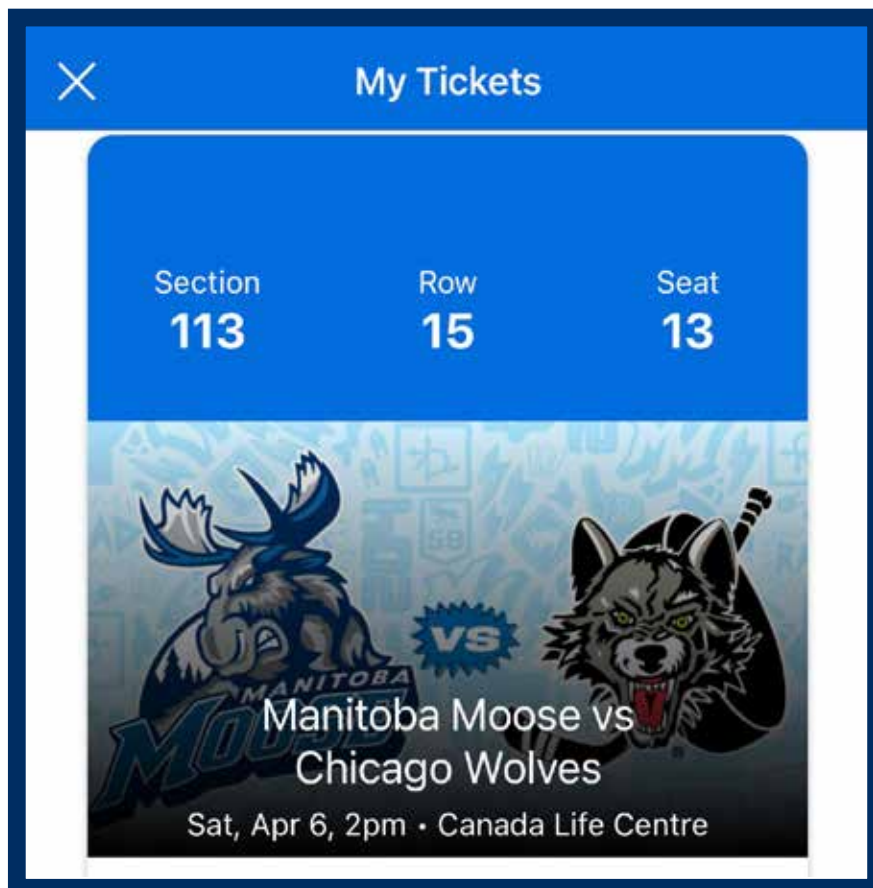 My Tickets
Section Row Seat
113 15 13
VS
MANITOBA
MOOSE
Manitoba Moose vs
Chicago Wolves
Sat, Apr 6, 2pm • Canada Life Centre